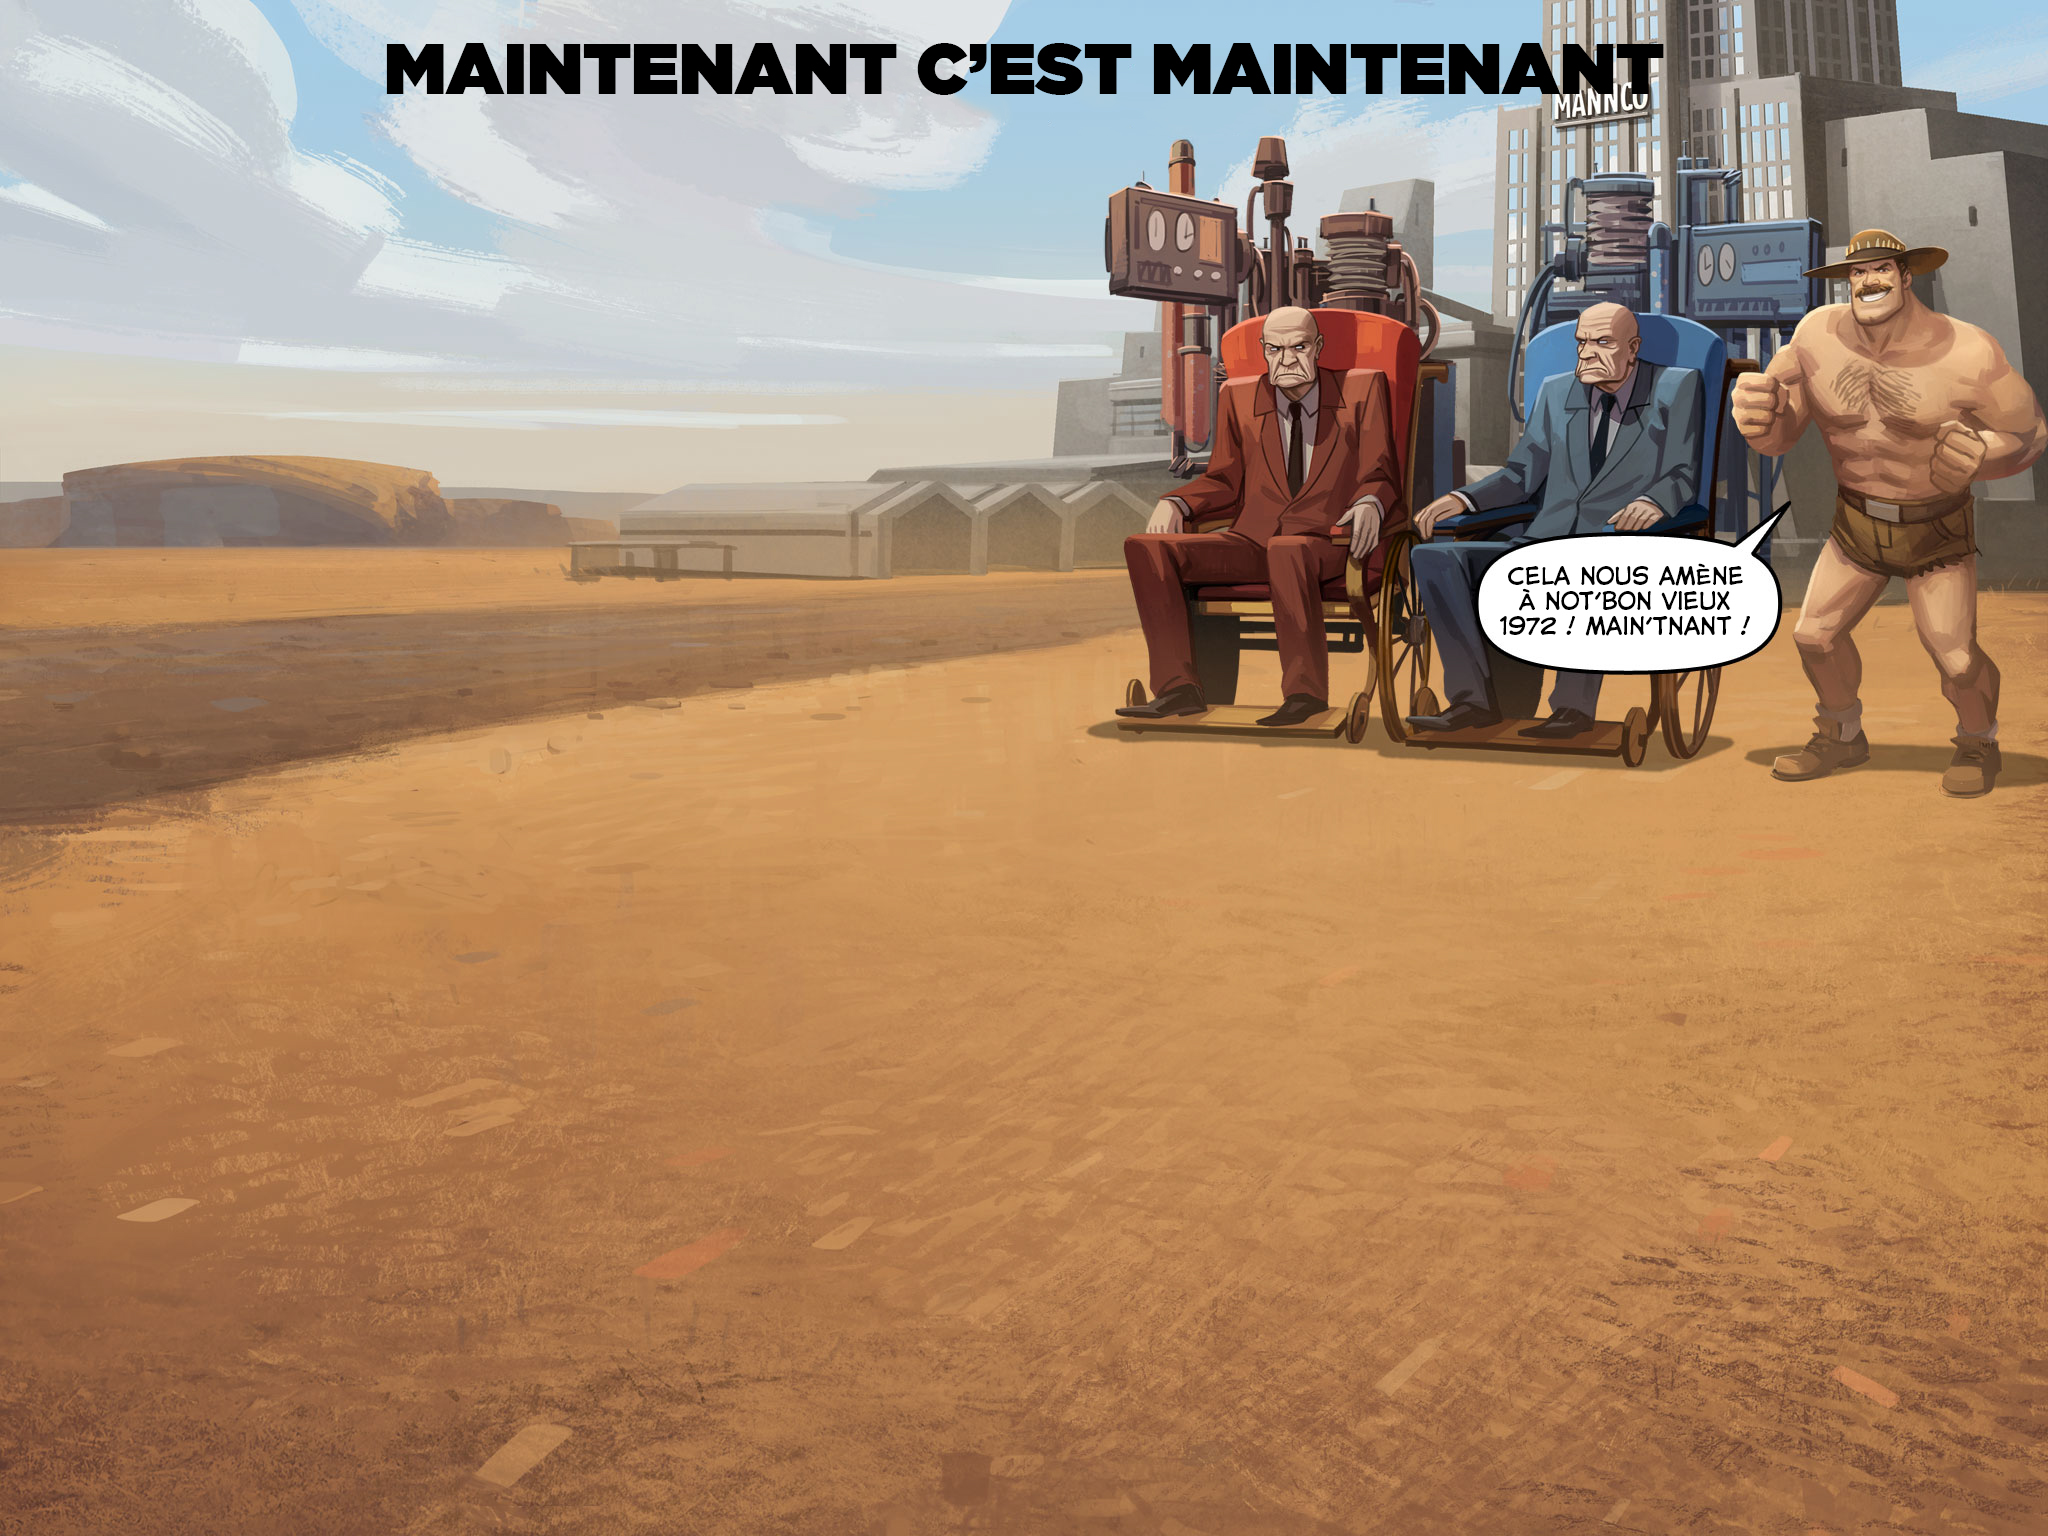 MAINTENANT C'EST MAINTENANT
MANNCO
CELA NOUS AMÈNE
À NOT'BON VIEUX
1972 ! MAIN'TNANT !